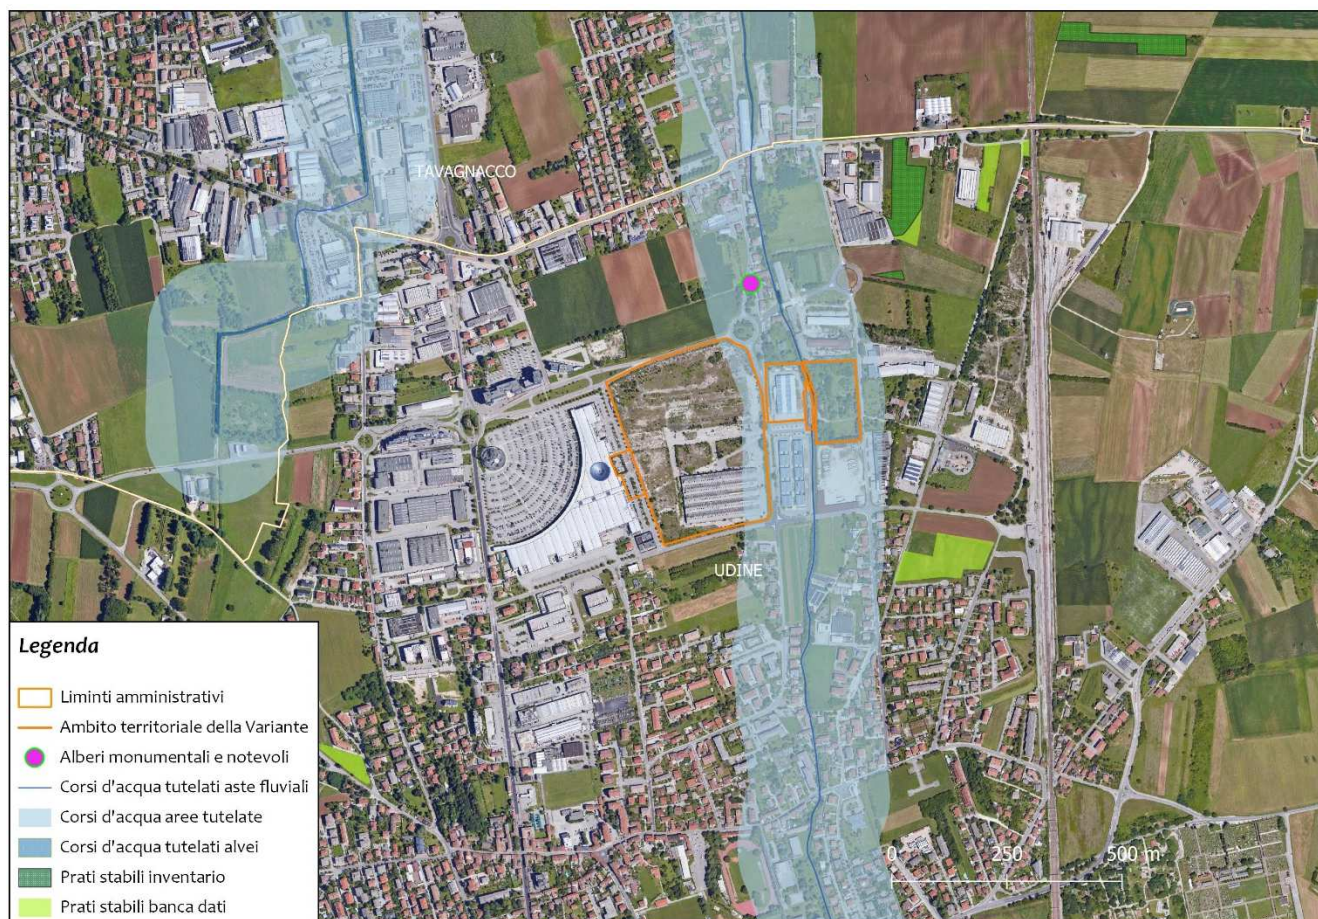 TAVAGNACCO
UDINE
Legenda
Liminti amministrativi
Ambito territoriale della Variante
Alberi monumentali e notevoli
Corsi d'acqua tutelati aste fluviali
Corsi d'acqua aree tutelate
Corsi d'acqua tutelati alvei
Prati stabili inventario
Prati stabili banca dati
0 250 500 m